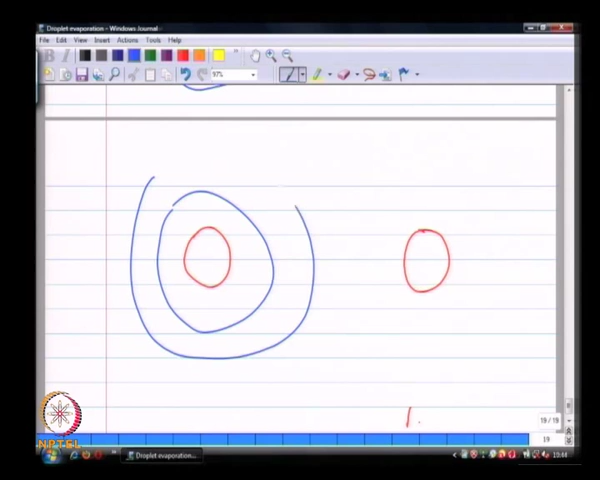 Droplet evaporation - Windows Journal
File Edit View Insert Actions Tools Help
97%
19 / 19
19
NPTEL
Droplet evaporation...
10:44